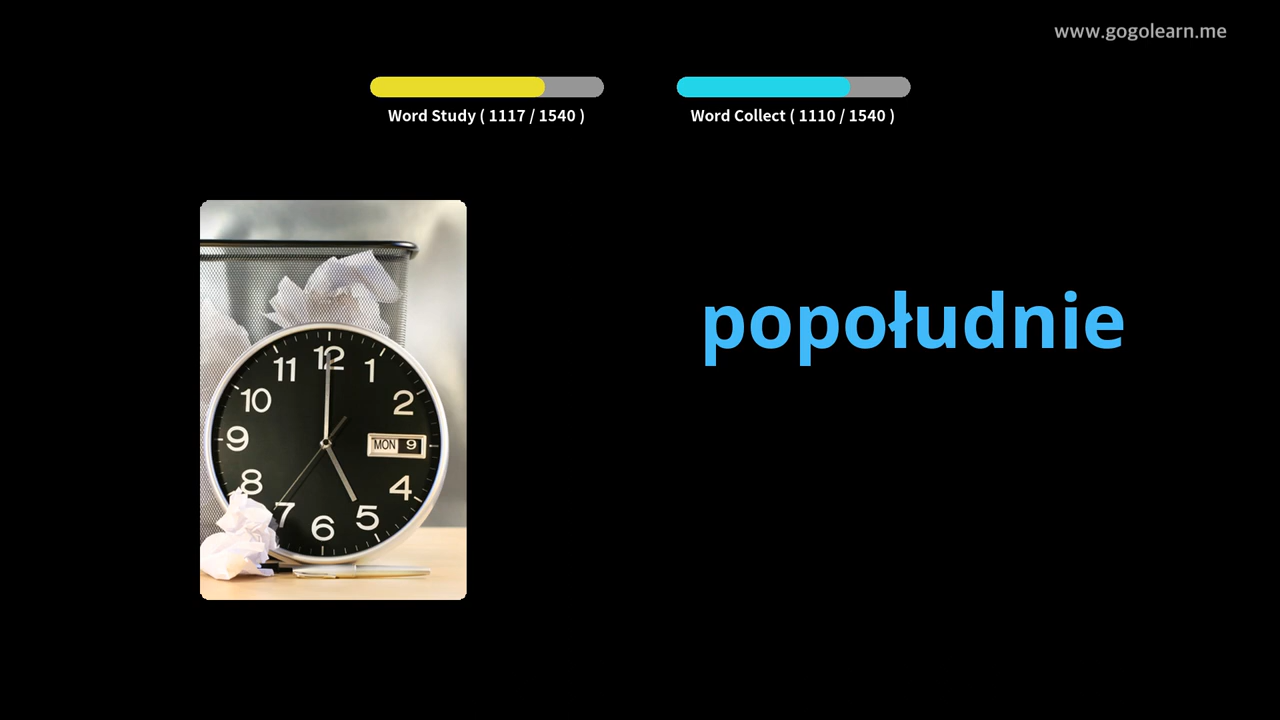 www.gogolearn.me
Word Study ( 1117 / 1540 )
Word Collect ( 1110 / 1540 )
popołudnie
12
11
1
10
2
9
MON 9
8
4
7
5
6